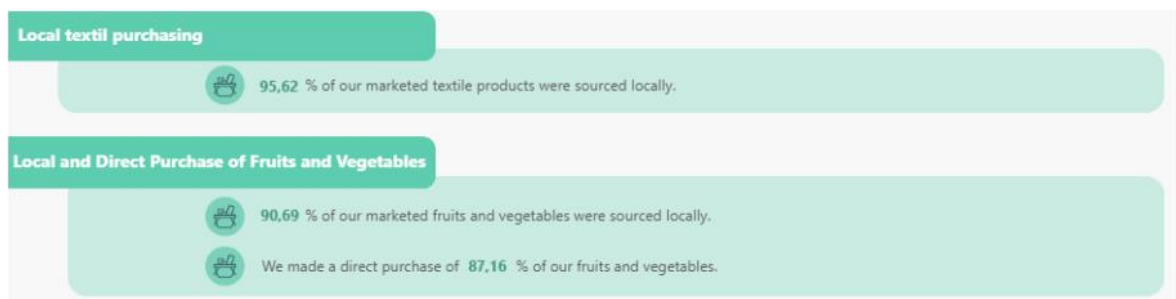 Local textil purchasing
95,62 % of our marketed textile products were sourced locally.
Local and Direct Purchase of Fruits and Vegetables
90,69 % of our marketed fruits and vegetables were sourced locally.
We made a direct purchase of 87,16 % of our fruits and vegetables.